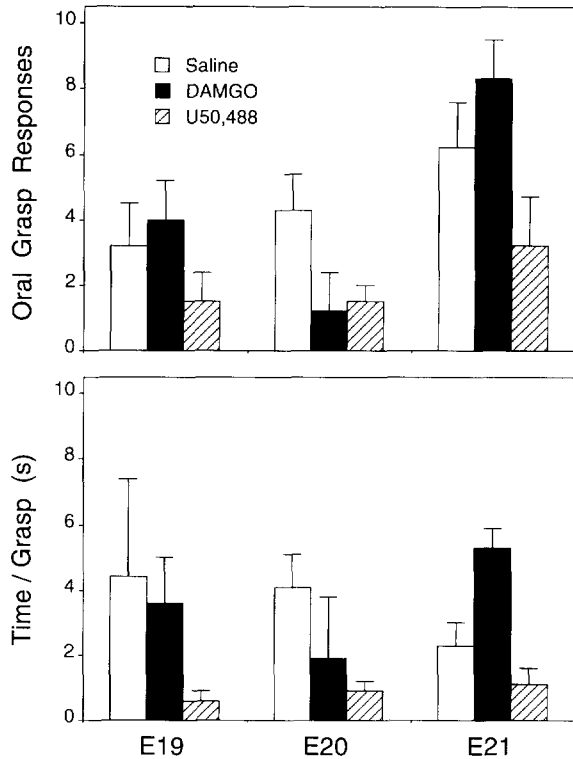 Oral Grasp Responses
10
8
6
4
2
0
Saline
DAMGO
U50,488
Time / Grasp (s)
10
8
6
4
2
0
E19 E20 E21